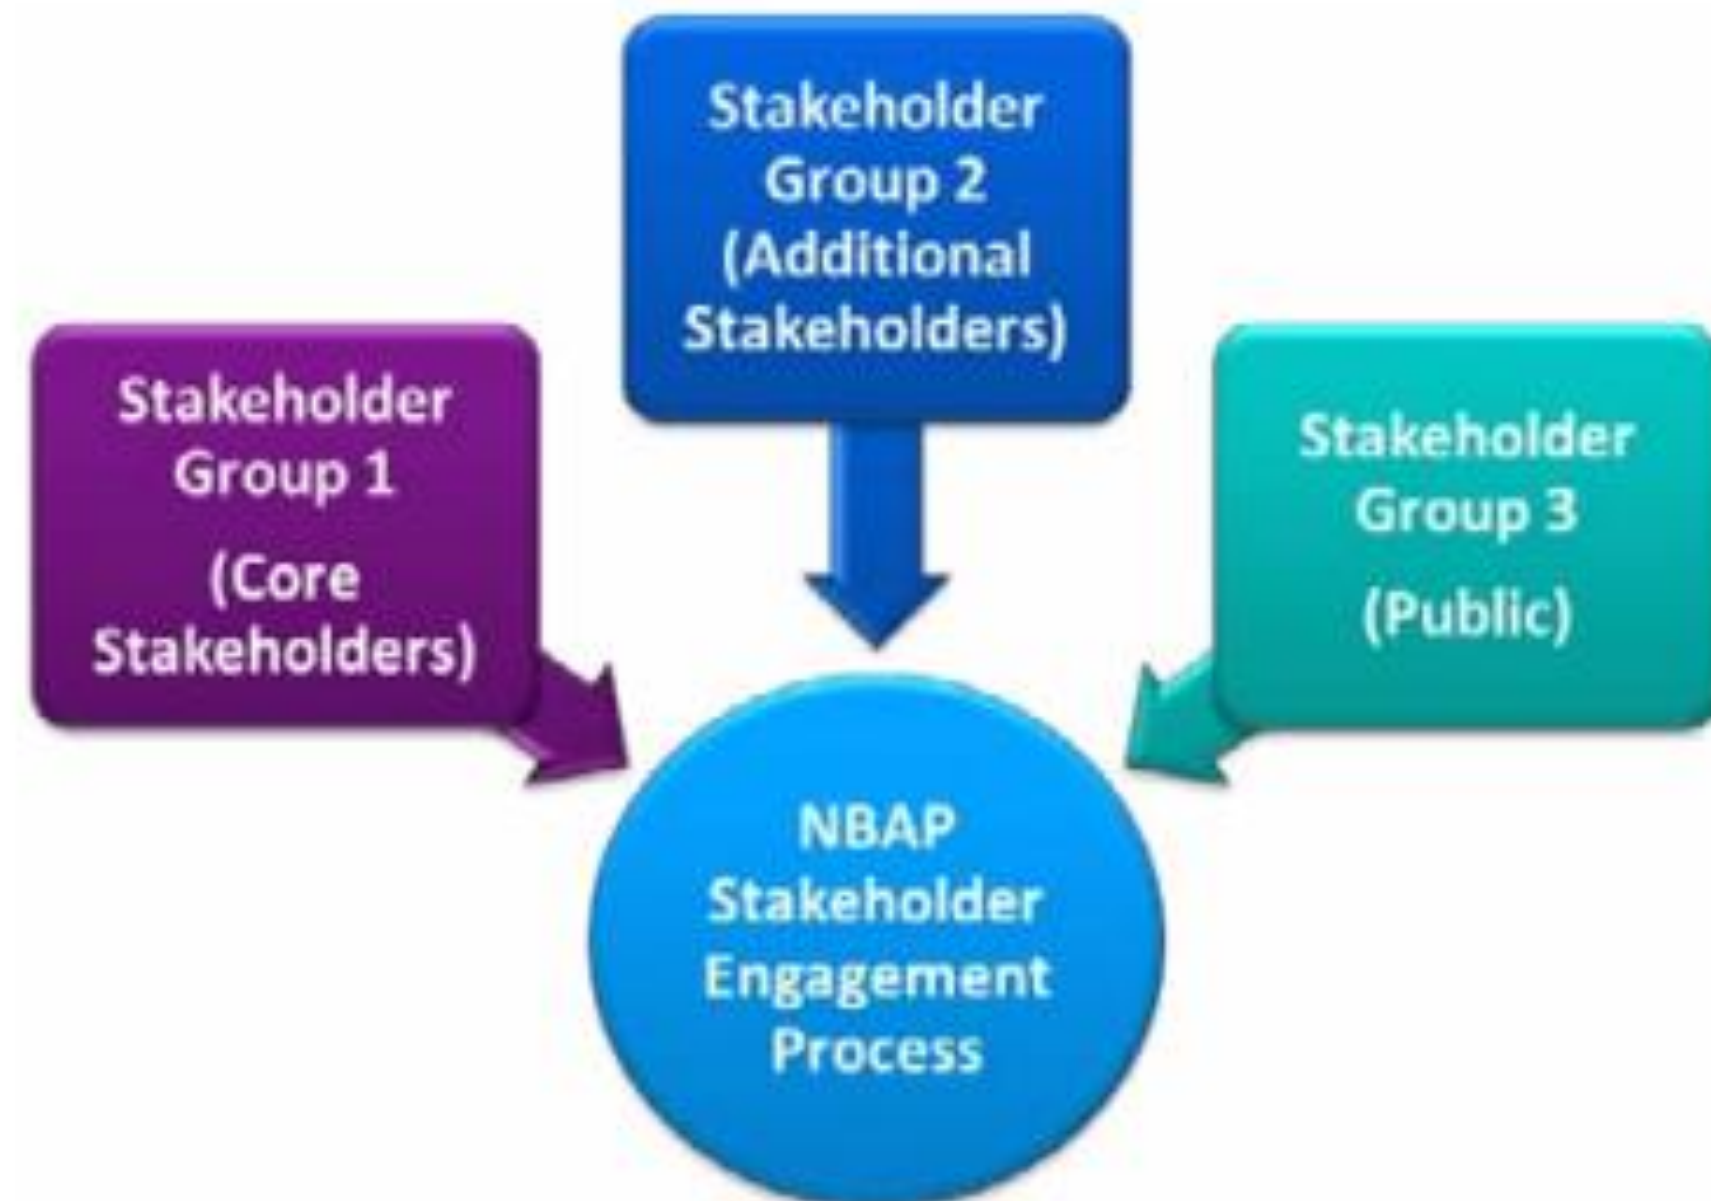 Stakeholder
Group 1
(Core
Stakeholders)
Stakeholder
Group 2
(Additional
Stakeholders)
Stakeholder
Group 3
(Public)
NBAP
Stakeholder
Engagement
Process